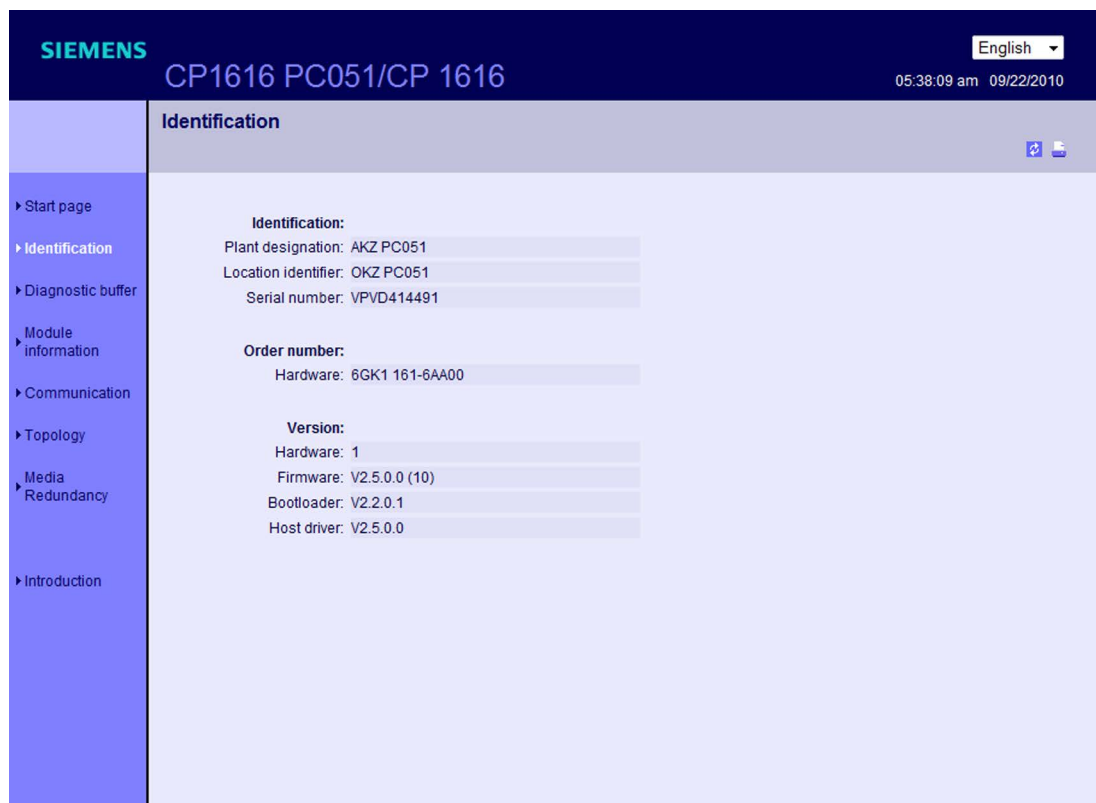 SIEMENS
English
CP1616 PC051/CP 1616
05:38:09 am 09/22/2010
Identification
Start page
Identification
Diagnostic buffer
Module
information
Communication
Topology
Media
Redundancy
Introduction
Identification:
Plant designation: AKZ PC051
Location identifier: OKZ PC051
Serial number: VPVD414491
Order number:
Hardware: 6GK1 161-6AA00
Version:
Hardware: 1
Firmware: V2.5.0.0 (10)
Bootloader: V2.2.0.1
Host driver: V2.5.0.0